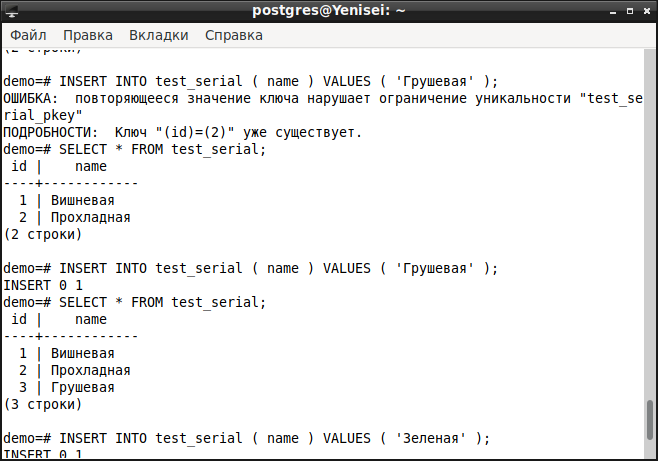 postgres@Yenisei: ~
Файл Правка Вкладки Справка
(2 строки)
demo=# INSERT INTO test_serial ( name ) VALUES ( 'Грушевая' );
ОШИБКА:  повторяющееся значение ключа нарушает ограничение уникальности "test_se
rial_pkey"
ПОДРОБНОСТИ:  Ключ "(id)=(2)" уже существует.
demo=# SELECT * FROM test_serial;
 id |    name
----+------------
  1 | Вишневая
  2 | Прохладная
(2 строки)
demo=# INSERT INTO test_serial ( name ) VALUES ( 'Грушевая' );
INSERT 0 1
demo=# SELECT * FROM test_serial;
 id |    name
----+------------
  1 | Вишневая
  2 | Прохладная
  3 | Грушевая
(3 строки)
demo=# INSERT INTO test_serial ( name ) VALUES ( 'Зеленая' );
INSERT 0 1